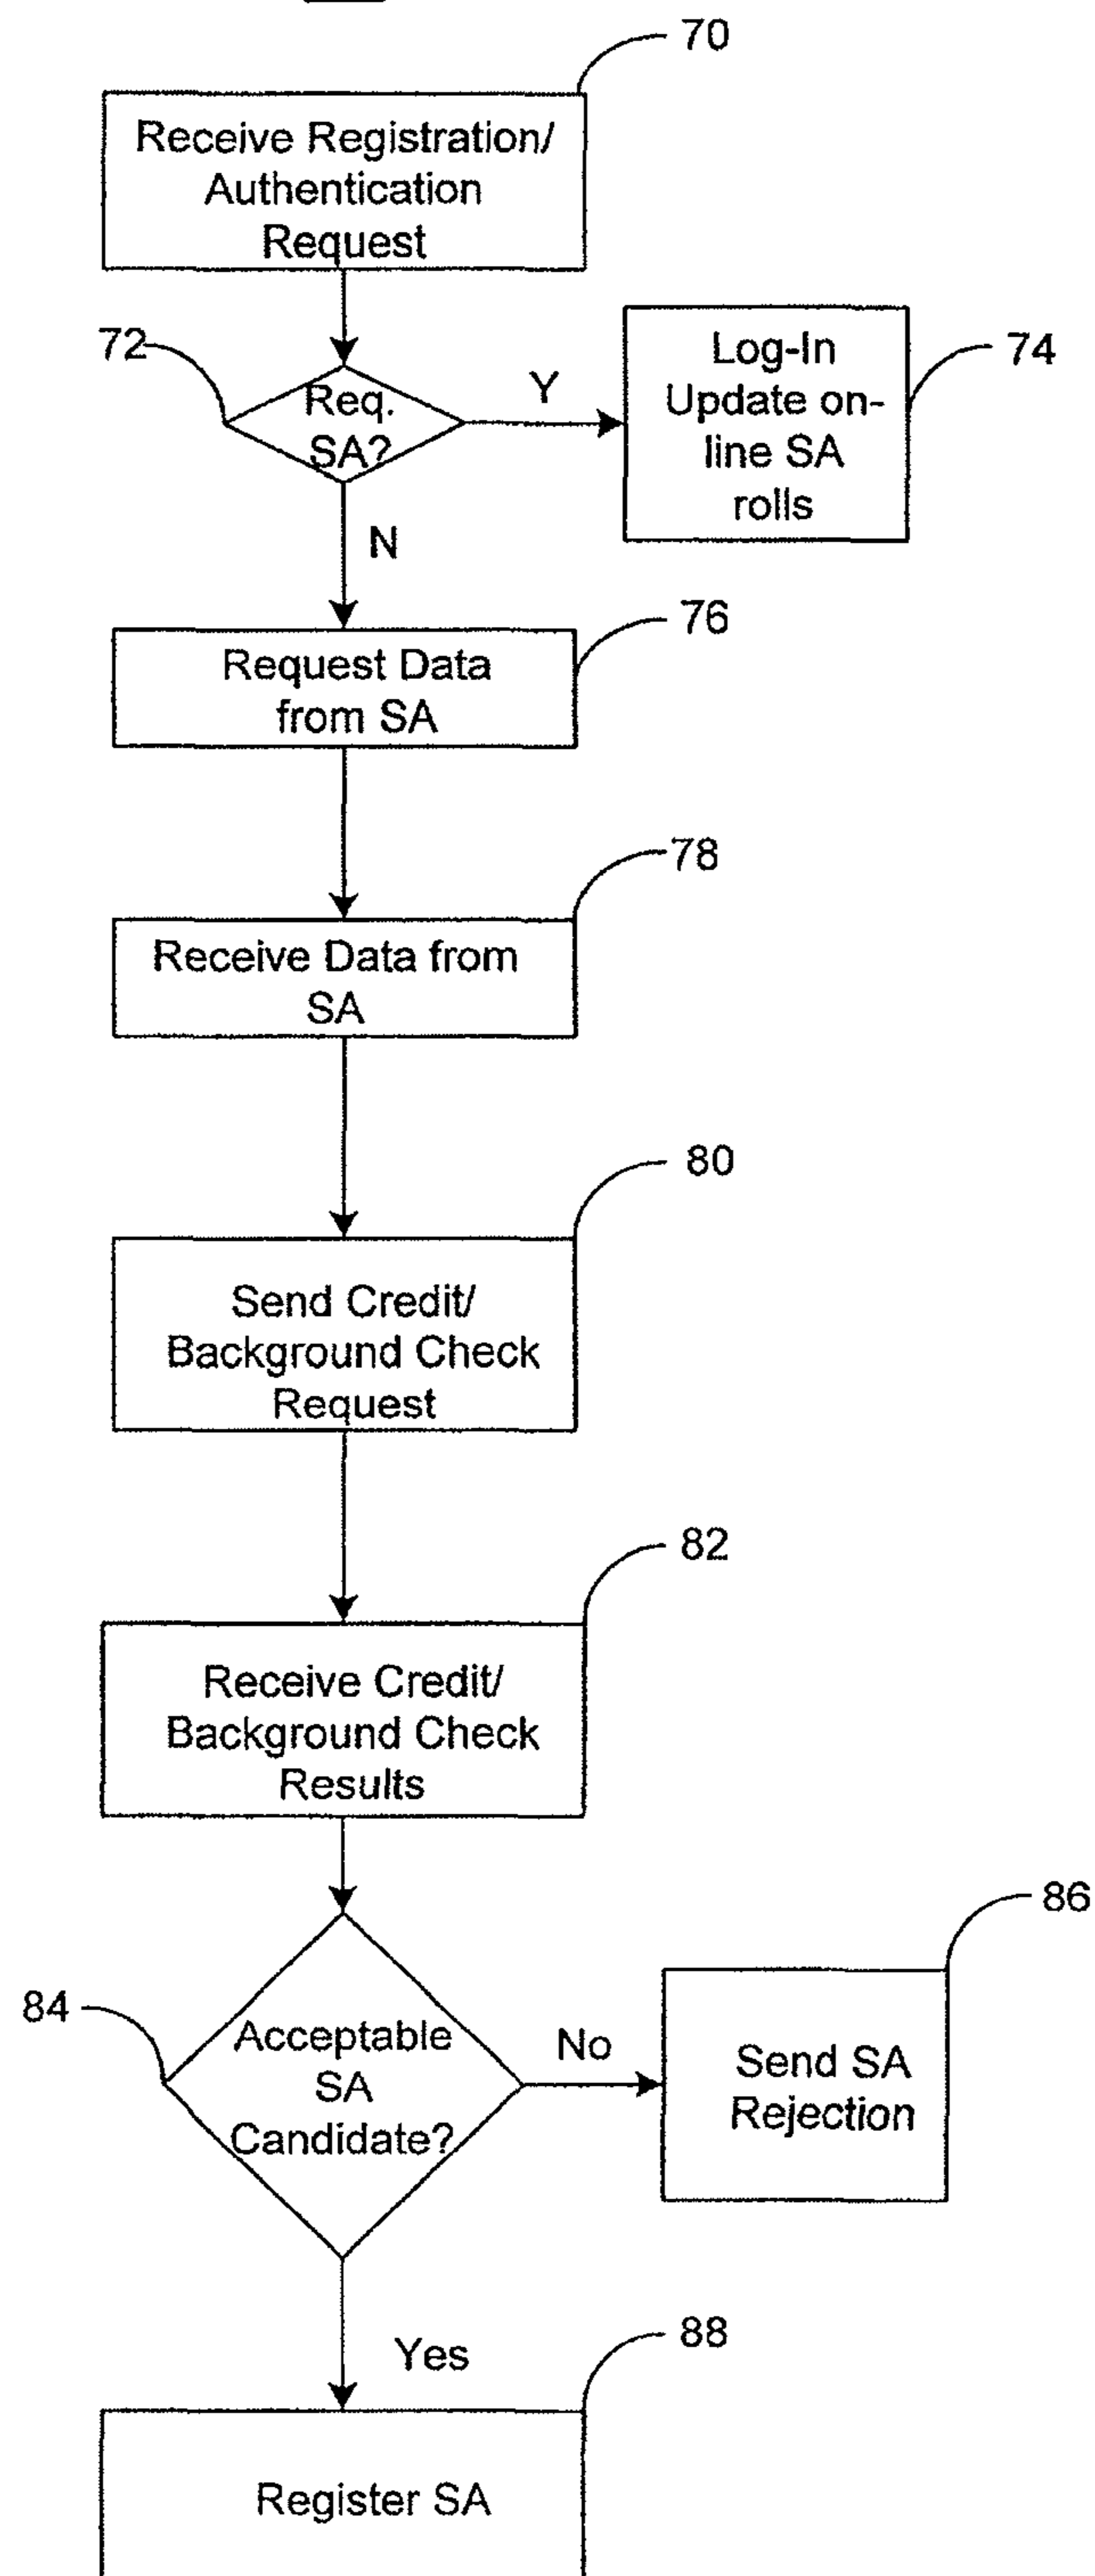 70
Receive Registration/
Authentication
Request
72
Req.
SA?
Y
Log-In
Update on-
line SA
rolls
74
N
76
Request Data
from SA
78
Receive Data from
SA
80
Send Credit/
Background Check
Request
82
Receive Credit/
Background Check
Results
84
Acceptable
SA
Candidate?
No
86
Send SA
Rejection
Yes
88
Register SA